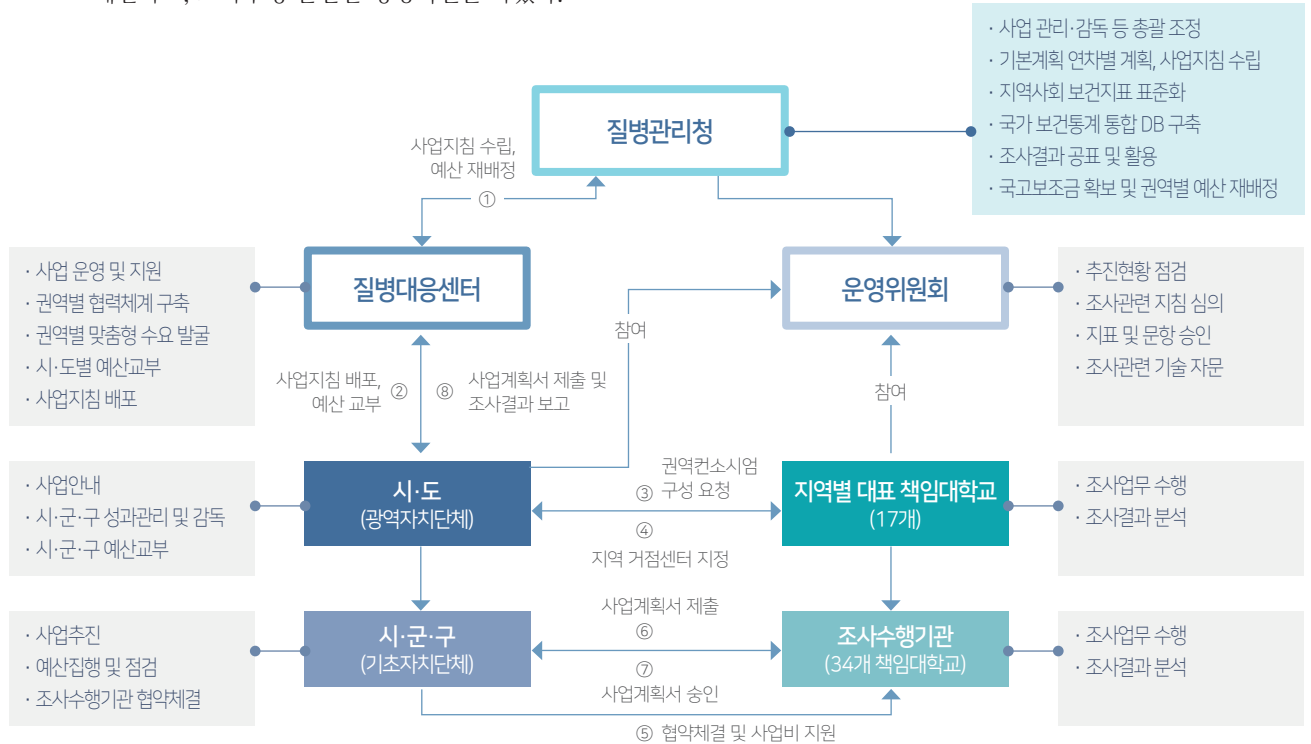 · 사업 관리·감독 등 총괄 조정
· 기본계획 연차별 계획, 사업지침 수립
· 지역사회 보건지표 표준화
· 국가 보건통계 통합 DB 구축
· 조사결과 공표 및 활용
· 국고보조금 확보 및 권역별 예산 재배정
질병관리청
사업지침 수립,
예산 재배정
①
· 사업 운영 및 지원
· 권역별 협력체계 구축
· 권역별 맞춤형 수요 발굴
· 시·도별 예산교부
· 사업지침 배포
질병대응센터
운영위원회
· 추진현황 점검
· 조사관련 지침 심의
· 지표 및 문항 승인
· 조사관련 기술 자문
참여
사업지침 배포,
예산 교부
②
⑧
사업계획서 제출 및
조사결과 보고
참여
· 사업안내
· 시·군·구 성과관리 및 감독
· 시·군·구 예산교부
시·도
(광역자치단체)
권역컨소시엄
③ 구성 요청
④
지역 거점센터 지정
지역별 대표 책임대학교
(17개)
· 조사업무 수행
· 조사결과 분석
· 사업추진
· 예산집행 및 점검
· 조사수행기관 협약체결
시·군·구
(기초자치단체)
사업계획서 제출
⑥
⑦
사업계획서 승인
조사수행기관
(34개 책임대학교)
· 조사업무 수행
· 조사결과 분석
⑤ 협약체결 및 사업비 지원